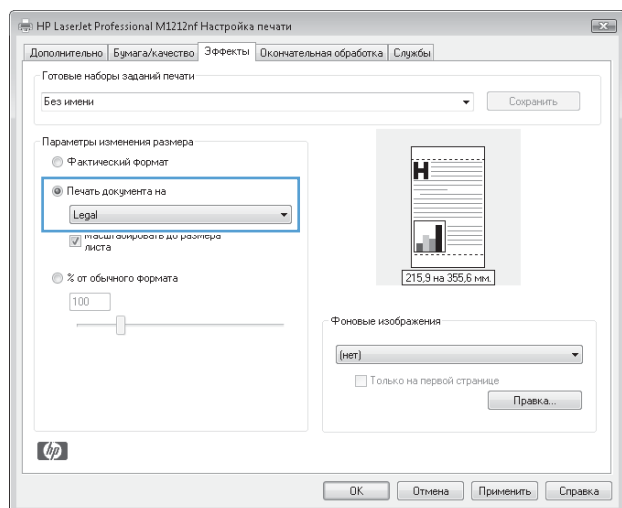 HP LaserJet Professional M1212nf Настройка печати
Дополнительно Бумага/качество Эффекты Окончательная обработка Службы
Готовые наборы заданий печати
Без имени
Сохранить
Параметры изменения размера
Фактический формат
Печать документа на
Legal
Масштабировать до размера
листа
% от обычного формата
100
H
215,9 на 355,6 мм.
Фоновые изображения
(нет)
Только на первой странице
Правка...
hp
OK Отмена Применить Справка